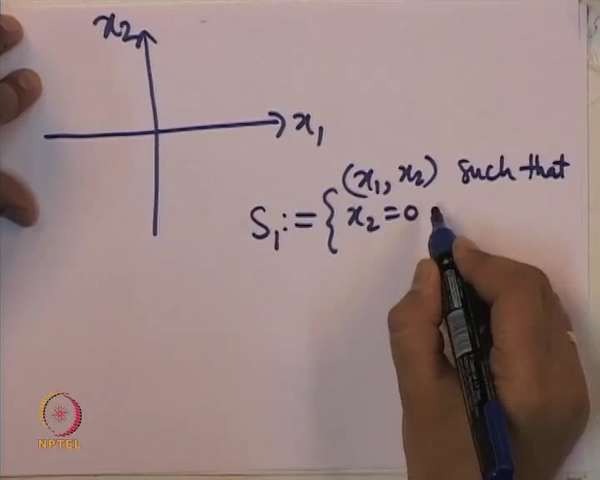 x₂
x₁
(x₁, x₂) such that
S₁ := { x₂ = 0
NPTEL